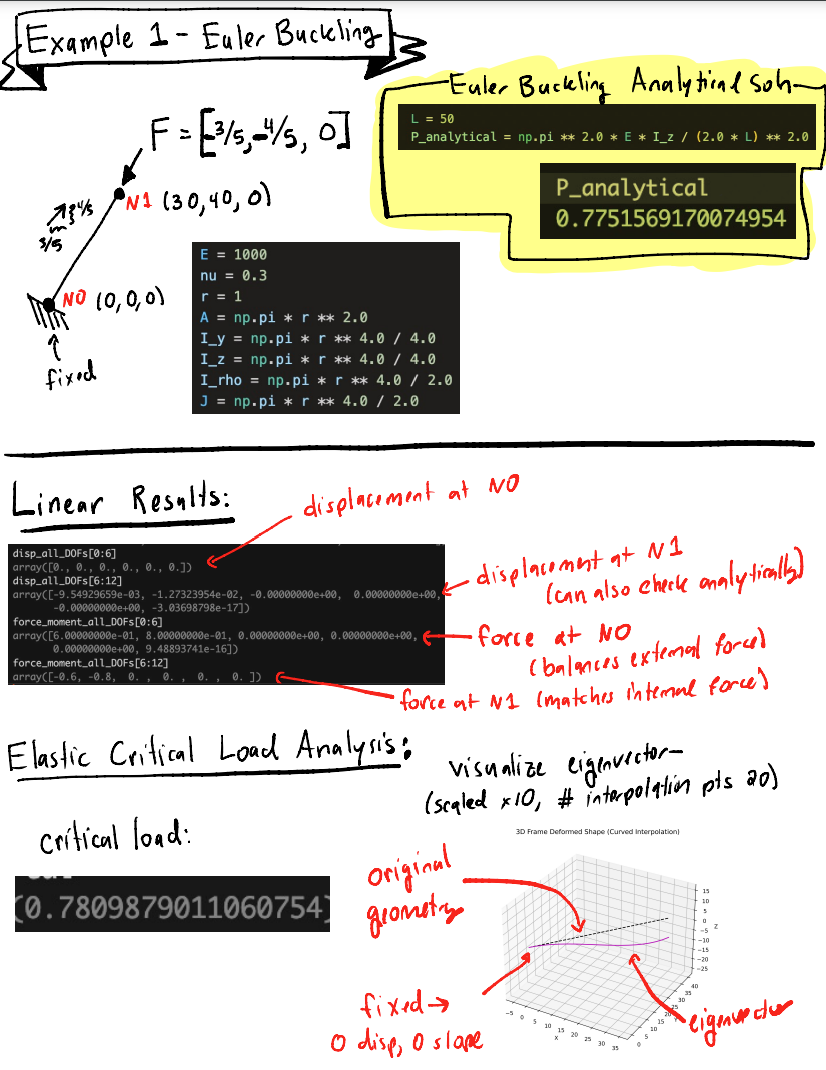 Example 1 - Euler Buckling
Euler Buckling Analytical Soln
L = 50
P_analytical = np.pi ** 2.0 * E * I_z / (2.0 * L) ** 2.0
P_analytical
0.7751569170074954
F = [-3/5, -4/5, 0]
N1 (30, 40, 0)
4/5
3/5
N0 (0,0,0)
fixed
E = 1000
nu = 0.3
r = 1
A = np.pi * r ** 2.0
I_y = np.pi * r ** 4.0 / 4.0
I_z = np.pi * r ** 4.0 / 4.0
I_rho = np.pi * r ** 4.0 / 2.0
J = np.pi * r ** 4.0 / 2.0
Linear Results:
displacement at N0
disp_all_DOFs[0:6]
array([0., 0., 0., 0., 0., 0.])
disp_all_DOFs[6:12]
array([-9.54929659e-03, -1.27323954e-02, -0.00000000e+00, 0.00000000e+00,
-0.00000000e+00, -3.03698798e-17])
force_moment_all_DOFs[0:6]
array([6.00000000e-01, 8.00000000e-01, 0.00000000e+00, 0.00000000e+00,
0.00000000e+00, 9.48893741e-16])
force_moment_all_DOFs[6:12]
array([-0.6, -0.8, 0. , 0. , 0. , 0. ])
displacement at N1
(can also check analytically)
force at N0
(balances external force)
force at N1 (matches internal force)
Elastic Critical Load Analysis:
visualize eigenvector -
(scaled x10, # interpolation pts 20)
critical load:
(0.7809879011060754)
3D Frame Deformed Shape (Curved Interpolation)
original
geometry
fixed →
0 disp, 0 slope
eigenvector
15
10
5
0
-5
-10
-15
-20
-25
Z
-5 0 5 10 15 20 25 30 35
X
0 5 10 15 20 25 30 35 40